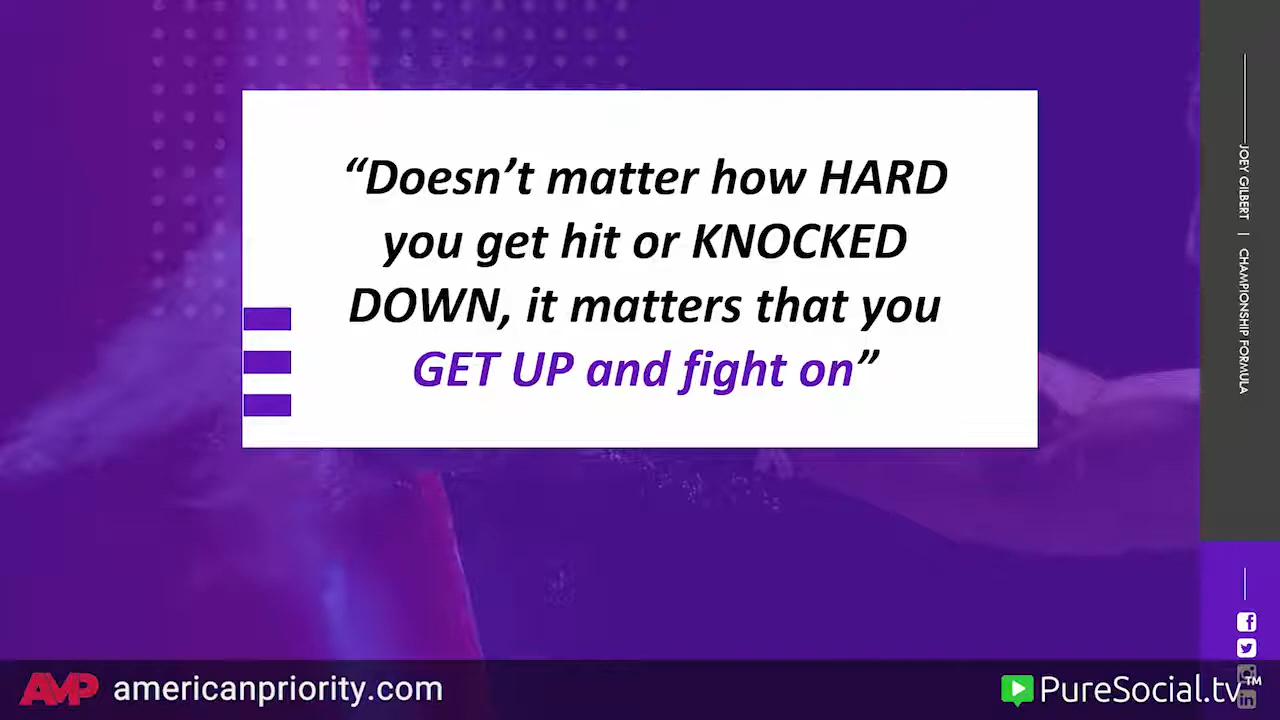 “Doesn’t matter how HARD
you get hit or KNOCKED
DOWN, it matters that you
GET UP and fight on”
JOEY GILBERT | CHAMPIONSHIP FORMULA
AMP americanpriority.com
PureSocial.tv™